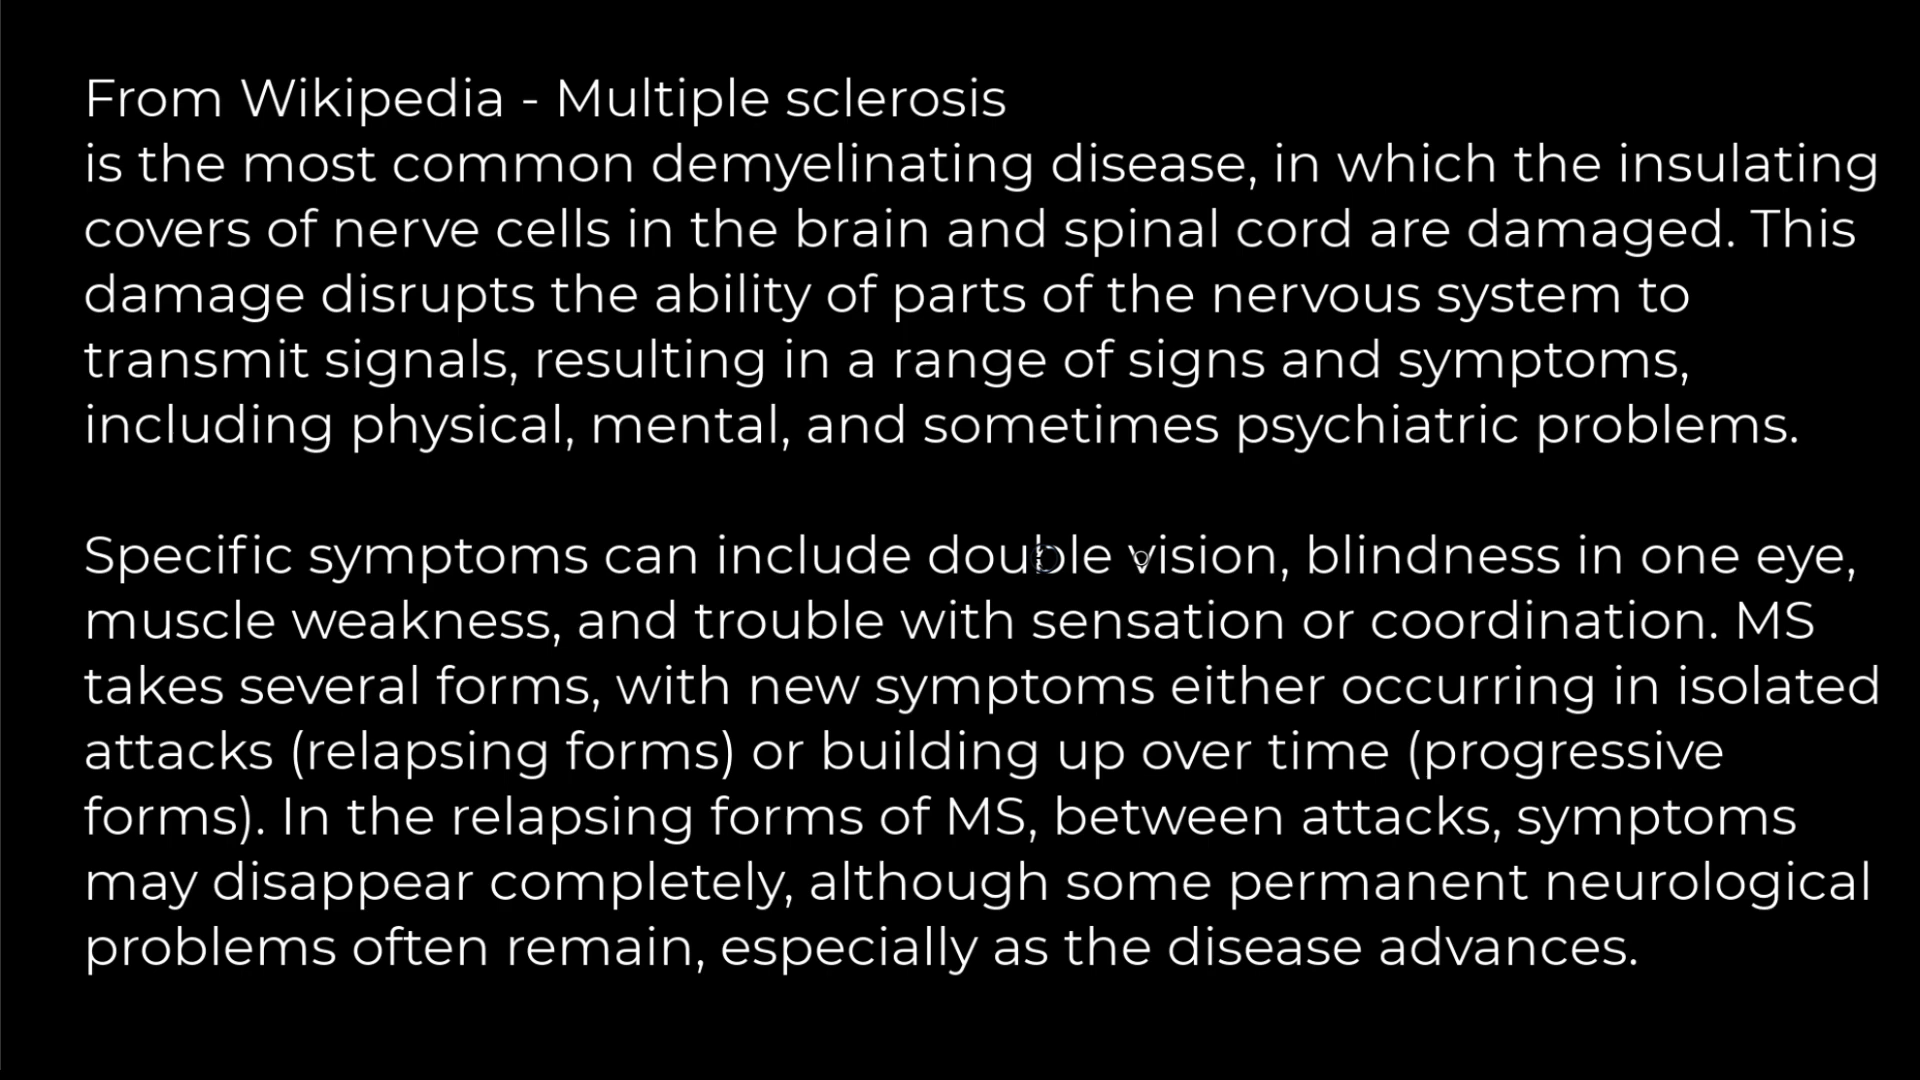 From Wikipedia - Multiple sclerosis
is the most common demyelinating disease, in which the insulating
covers of nerve cells in the brain and spinal cord are damaged. This
damage disrupts the ability of parts of the nervous system to
transmit signals, resulting in a range of signs and symptoms,
including physical, mental, and sometimes psychiatric problems.
Specific symptoms can include double vision, blindness in one eye,
muscle weakness, and trouble with sensation or coordination. MS
takes several forms, with new symptoms either occurring in isolated
attacks (relapsing forms) or building up over time (progressive
forms). In the relapsing forms of MS, between attacks, symptoms
may disappear completely, although some permanent neurological
problems often remain, especially as the disease advances.